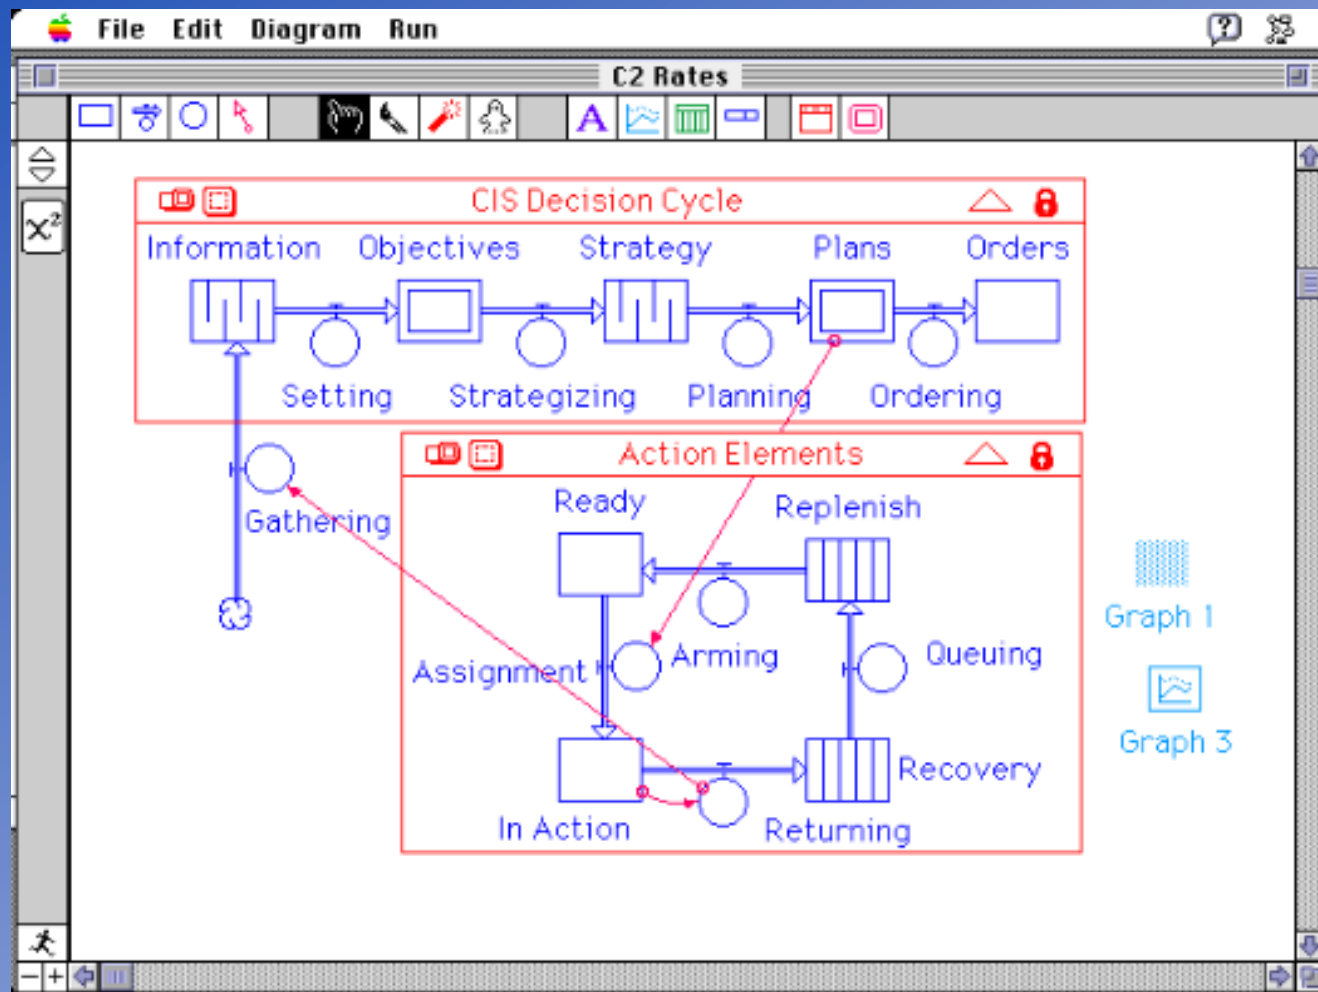 File Edit Diagram Run
C2 Rates
A
x²
CIS Decision Cycle
Information Objectives Strategy Plans Orders
Setting Strategizing Planning Ordering
Gathering
Action Elements
Ready Replenish
Assignment Arming Queuing
In Action Returning Recovery
Graph 1
Graph 3